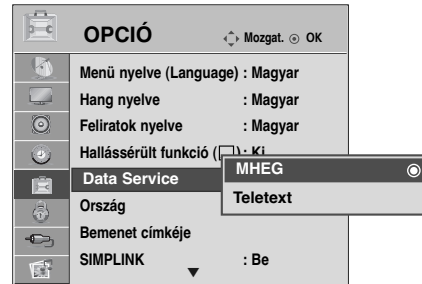 OPCIÓ
Mozgat. OK
Menü nyelve (Language) : Magyar
Hang nyelve : Magyar
Feliratok nyelve : Magyar
Hallássérült funkció ( ) : Ki
Data Service
MHEG
Teletext
Ország
Bemenet címkéje
SIMPLINK : Be